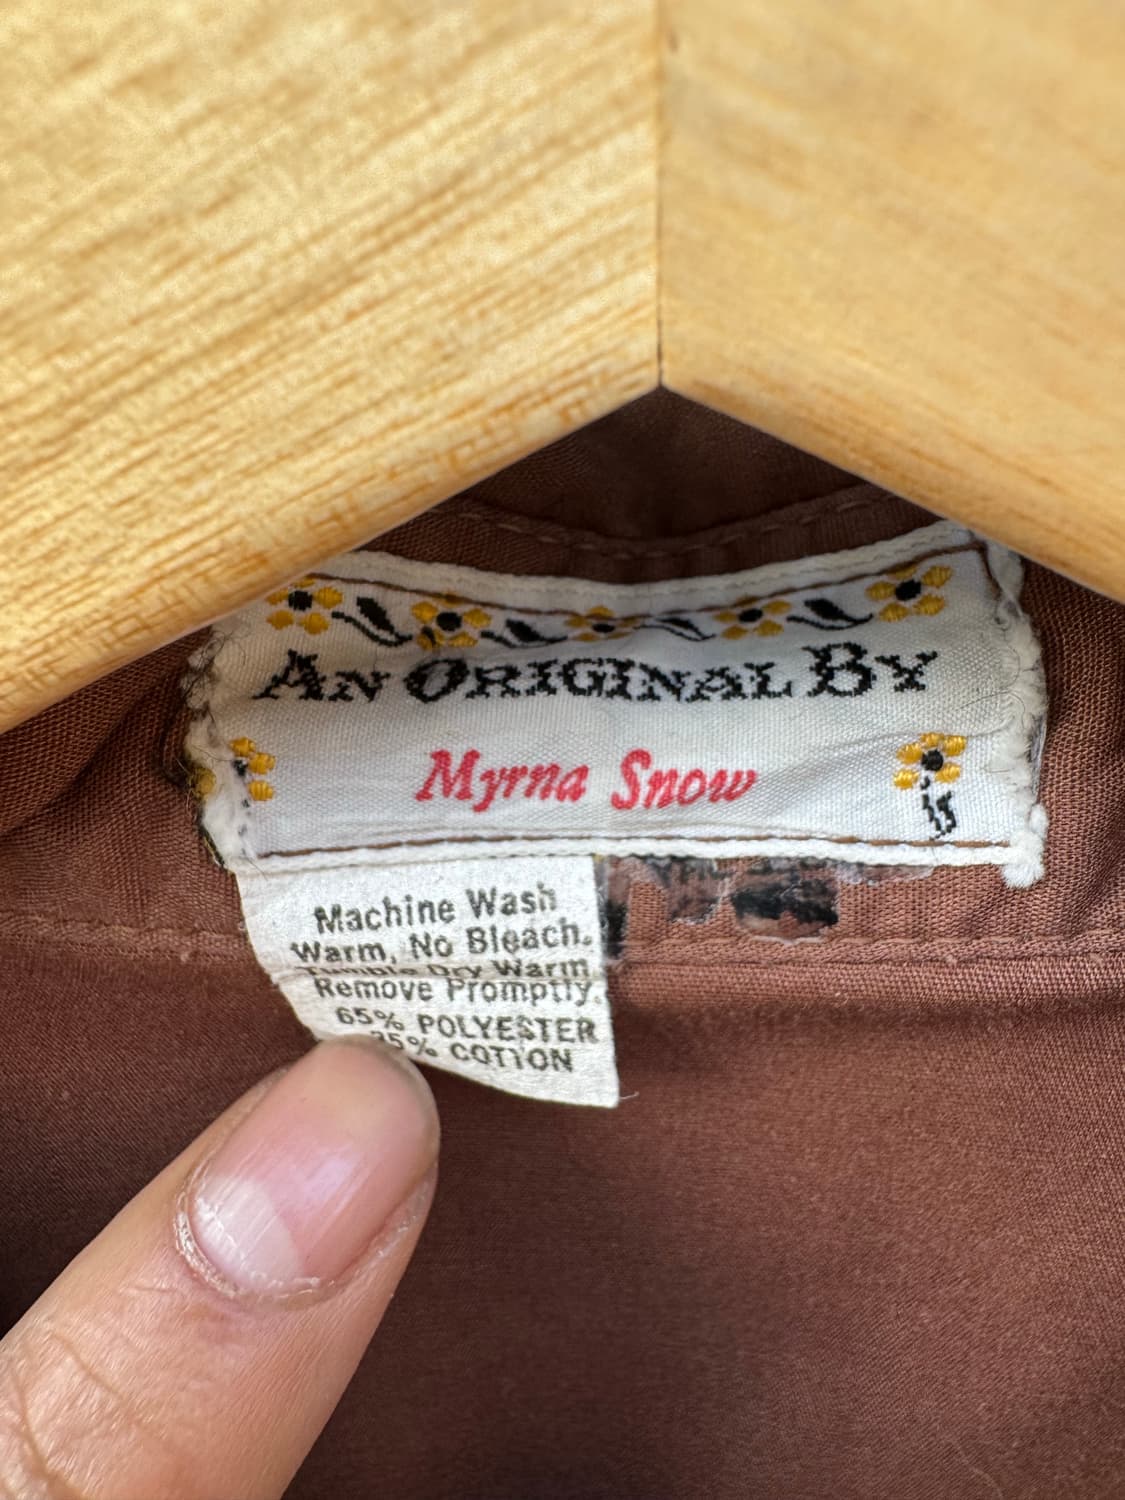 An Original By
Myrna Snow
Machine Wash
Warm, No Bleach.
Tumble Dry Warm
Remove Promptly.
65% POLYESTER
35% COTTON